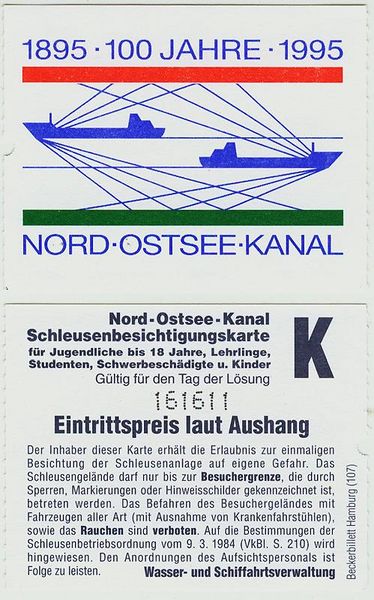 1895 · 100 JAHRE · 1995
NORD·OSTSEE·KANAL
Nord-Ostsee-Kanal
Schleusenbesichtigungskarte
für Jugendliche bis 18 Jahre, Lehrlinge,
Studenten, Schwerbeschädigte u. Kinder
Gültig für den Tag der Lösung
K
161611
Eintrittspreis laut Aushang
Der Inhaber dieser Karte erhält die Erlaubnis zur einmaligen
Besichtung der Schleusenanlage auf eigene Gefahr. Das
Schleusengelände darf nur bis zur Besuchergrenze, die durch
Sperren, Markierungen oder Hinweisschilder gekennzeichnet ist,
betreten werden. Das Befahren des Besuchergeländes mit
Fahrzeugen aller Art (mit Ausnahme von Krankenfahrstühlen),
sowie das Rauchen sind verboten. Auf die Bestimmungen der
Schleusenbetriebsordnung vom 9. 3. 1984 (VkBl. S. 210) wird
hingewiesen. Den Anordnungen des Aufsichtspersonals ist
Folge zu leisten. Wasser- und Schiffahrtsverwaltung
Beckerbillett Hamburg (107)